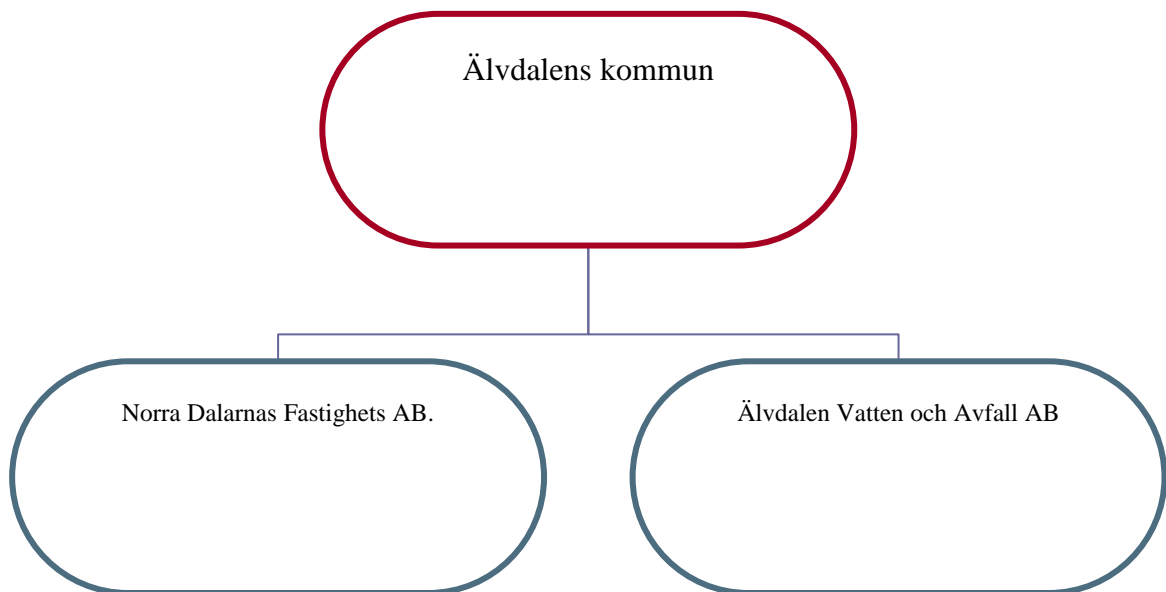 Älvdalens kommun
Norra Dalarnas Fastighets AB.
Älvdalen Vatten och Avfall AB